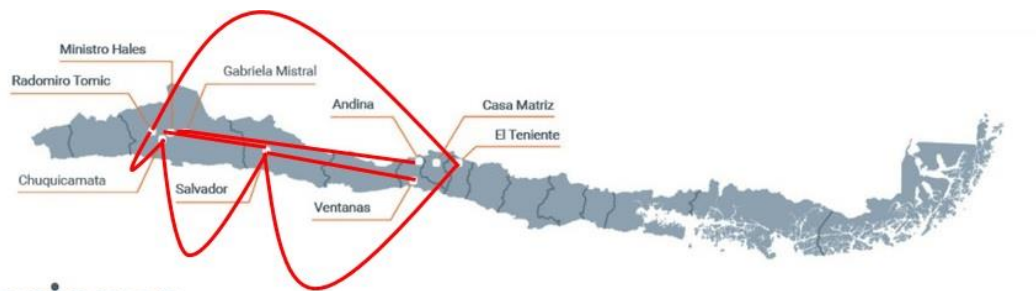 Ministro Hales
Radomiro Tomic
Gabriela Mistral
Andina
Casa Matriz
El Teniente
Chuquicamata
Salvador
Ventanas